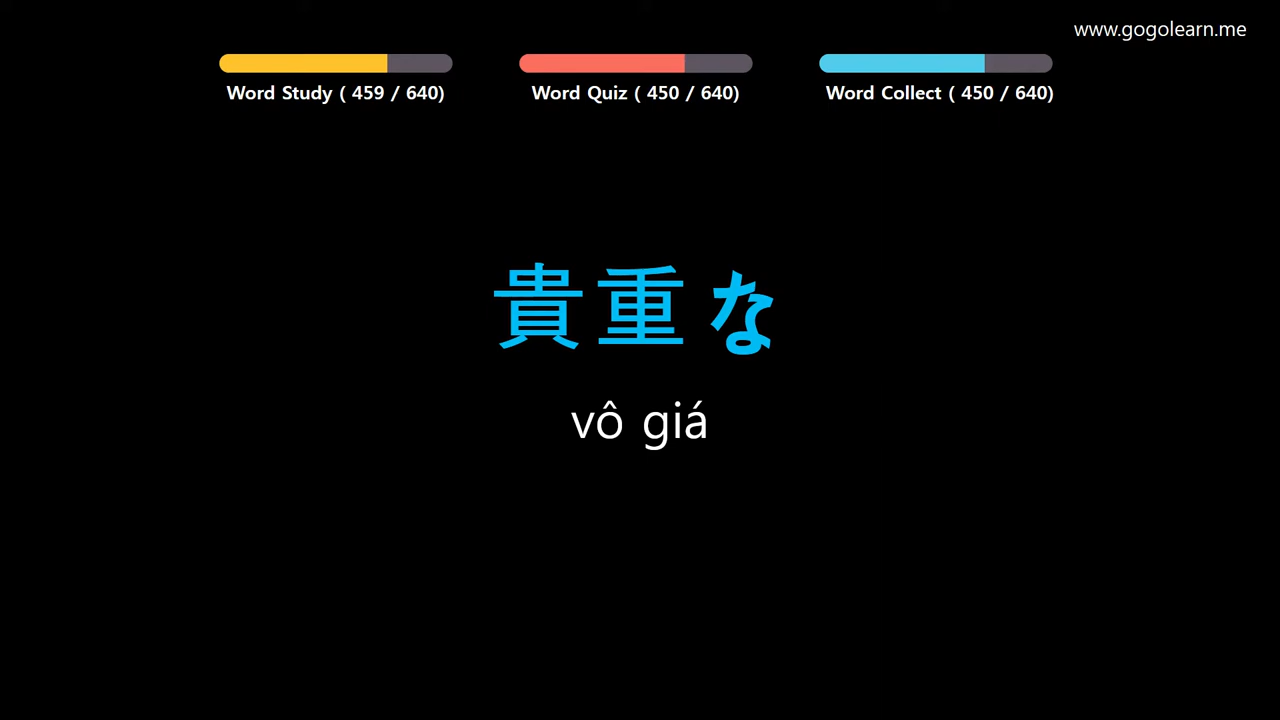 www.gogolearn.me
Word Study ( 459 / 640)
Word Quiz ( 450 / 640)
Word Collect ( 450 / 640)
貴重な
vô giá